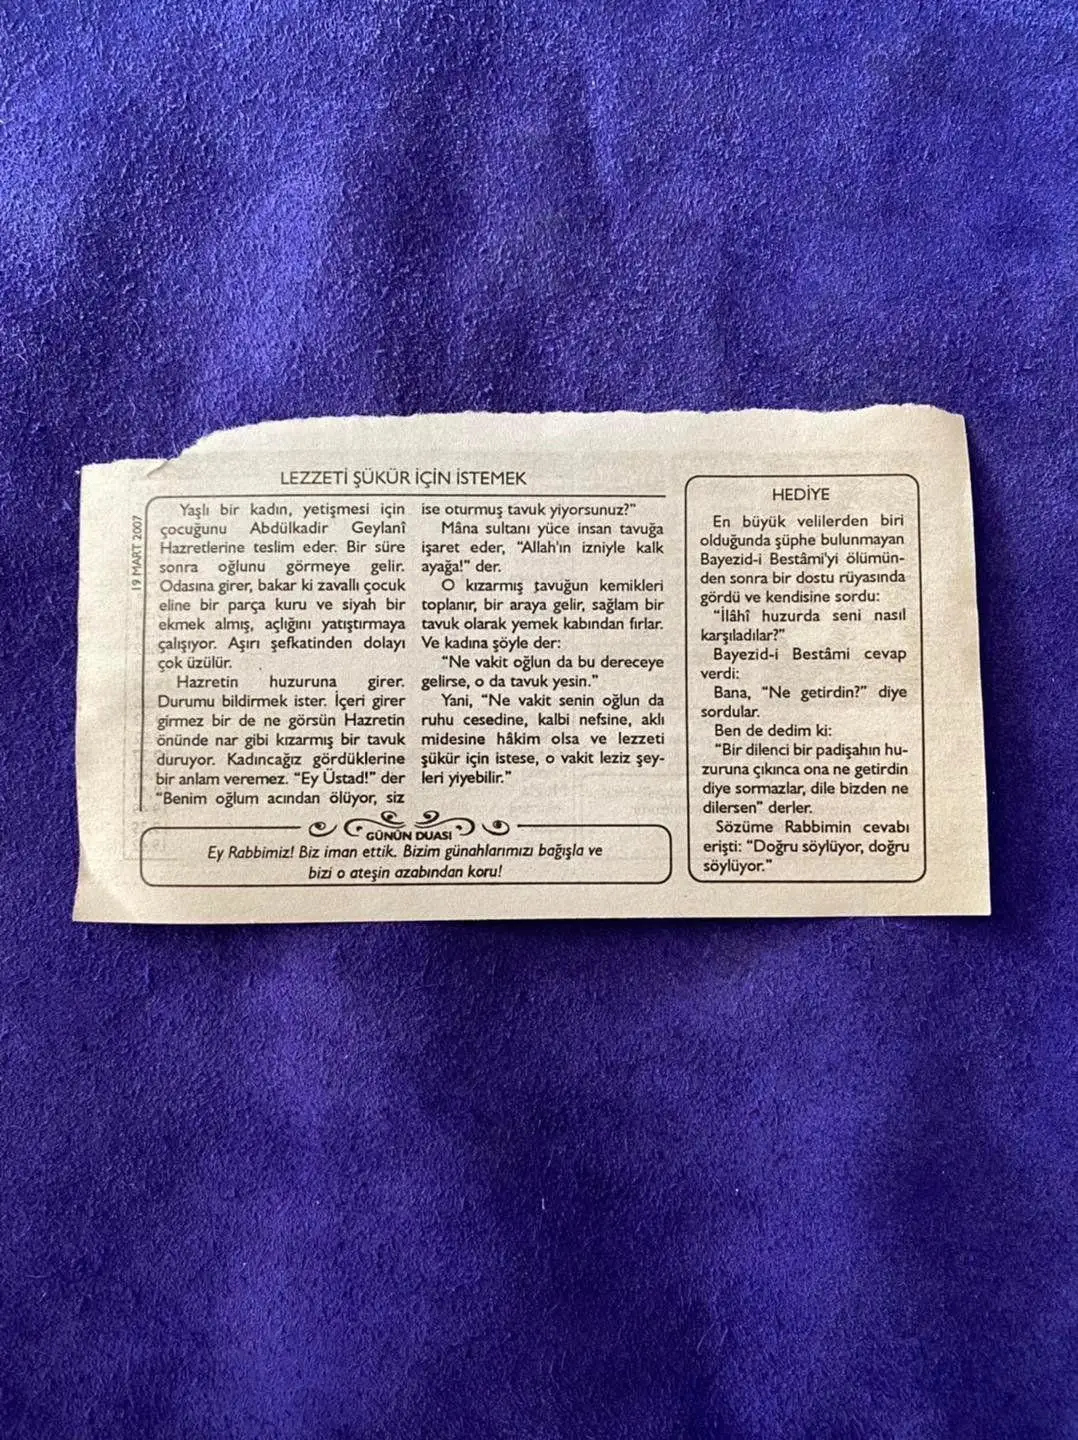 19 MART 2007
LEZZETİ ŞÜKÜR İÇİN İSTEMEK
Yaşlı bir kadın, yetişmesi için
çocuğunu Abdülkadir Geylanî
Hazretlerine teslim eder. Bir süre
sonra oğlunu görmeye gelir.
Odasına girer, bakar ki zavallı çocuk
eline bir parça kuru ve siyah bir
ekmek almış, açlığını yatıştırmaya
çalışıyor. Aşırı şefkatinden dolayı
çok üzülür.
Hazretin huzuruna girer.
Durumu bildirmek ister. İçeri girer
girmez bir de ne görsün Hazretin
önünde nar gibi kızarmış bir tavuk
duruyor. Kadıncağız gördüklerine
bir anlam veremez. “Ey Üstad!” der
“Benim oğlum acından ölüyor, siz
ise oturmuş tavuk yiyorsunuz?”
Mâna sultanı yüce insan tavuğa
işaret eder, “Allah'ın izniyle kalk
ayağa!” der.
O kızarmış tavuğun kemikleri
toplanır, bir araya gelir, sağlam bir
tavuk olarak yemek kabından fırlar.
Ve kadına şöyle der:
“Ne vakit oğlun da bu dereceye
gelirse, o da tavuk yesin.”
Yani, “Ne vakit senin oğlun da
ruhu cesedine, kalbi nefsine, aklı
midesine hâkim olsa ve lezzeti
şükür için istese, o vakit leziz şey-
leri yiyebilir.”
GÜNÜN DUASI
Ey Rabbimiz! Biz iman ettik. Bizim günahlarımızı bağışla ve
bizi o ateşin azabından koru!
HEDİYE
En büyük velilerden biri
olduğunda şüphe bulunmayan
Bayezid-i Bestâmi'yi ölümün-
den sonra bir dostu rüyasında
gördü ve kendisine sordu:
“İlâhî huzurda seni nasıl
karşıladılar?”
Bayezid-i Bestâmi cevap
verdi:
Bana, “Ne getirdin?” diye
sordular.
Ben de dedim ki:
“Bir dilenci bir padişahın hu-
zuruna çıkınca ona ne getirdin
diye sormazlar, dile bizden ne
dilersen” derler.
Sözüme Rabbimin cevabı
erişti: “Doğru söylüyor, doğru
söylüyor.”